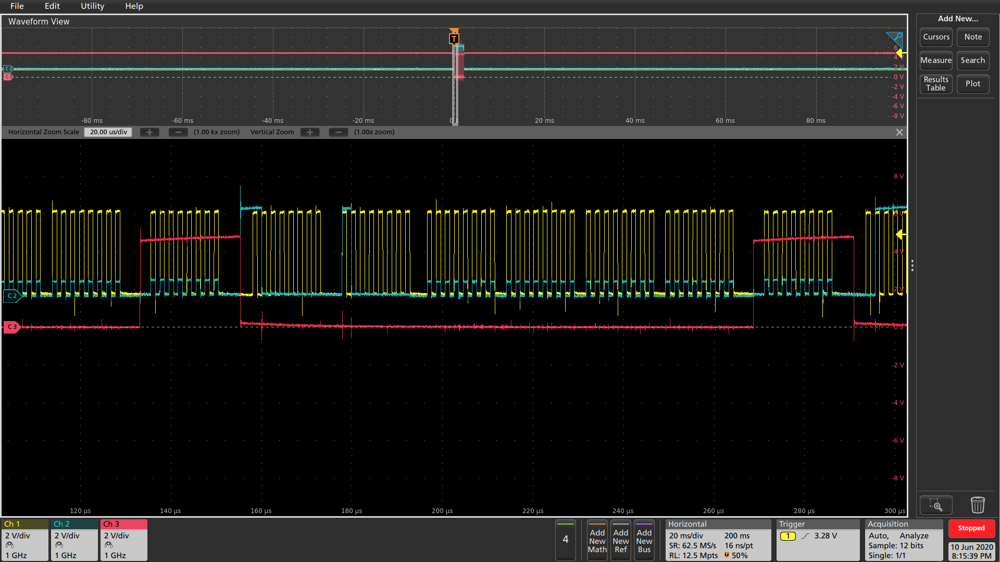 File Edit Utility Help
Waveform View
Add New...
Cursors Note
Measure Search
Results Table Plot
T
6
4
2 V
0 V
-2 V
-4 V
-6 V
-8 V
C 2
C 3
-80 ms -60 ms -40 ms -20 ms 0 s 20 ms 40 ms 60 ms 80 ms
Horizontal Zoom Scale 20.00 us/div + − (1.00 kx zoom) Vertical Zoom + − (1.00x zoom)
8 V
6 V
4 V
2 V
0 V
-2 V
-4 V
-6 V
-8 V
C 2
C 3
120 µs 140 µs 160 µs 180 µs 200 µs 220 µs 240 µs 260 µs 280 µs 300 µs
Ch 1
2 V/div
1 GHz
Ch 2
2 V/div
1 GHz
Ch 3
2 V/div
1 GHz
4
Add New Math
Add New Ref
Add New Bus
Horizontal
20 ms/div 200 ms
SR: 62.5 MS/s 16 ns/pt
RL: 12.5 Mpts 50%
Trigger
1 3.28 V
Acquisition
Auto, Analyze
Sample: 12 bits
Single: 1/1
Stopped
10 Jun 2020
8:15:39 PM